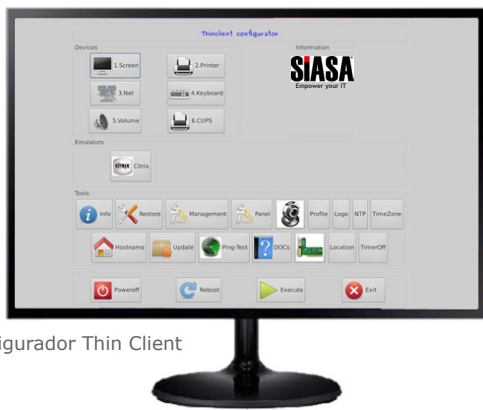 Thinclient configurator
Devices
Information
1.Screen
2.Printer
SIASA
Empower your IT
3.Net
4.Keyboard
5.Volume
6.CUPS
Emulators
CITRIX Citrix
Tools
Info Restore Management Panel Profile Logo NTP TimeZone
Hostname Update Ping-Test DOCs Location TimerOff
Poweroff Reboot Execute Exit
igurador Thin Client